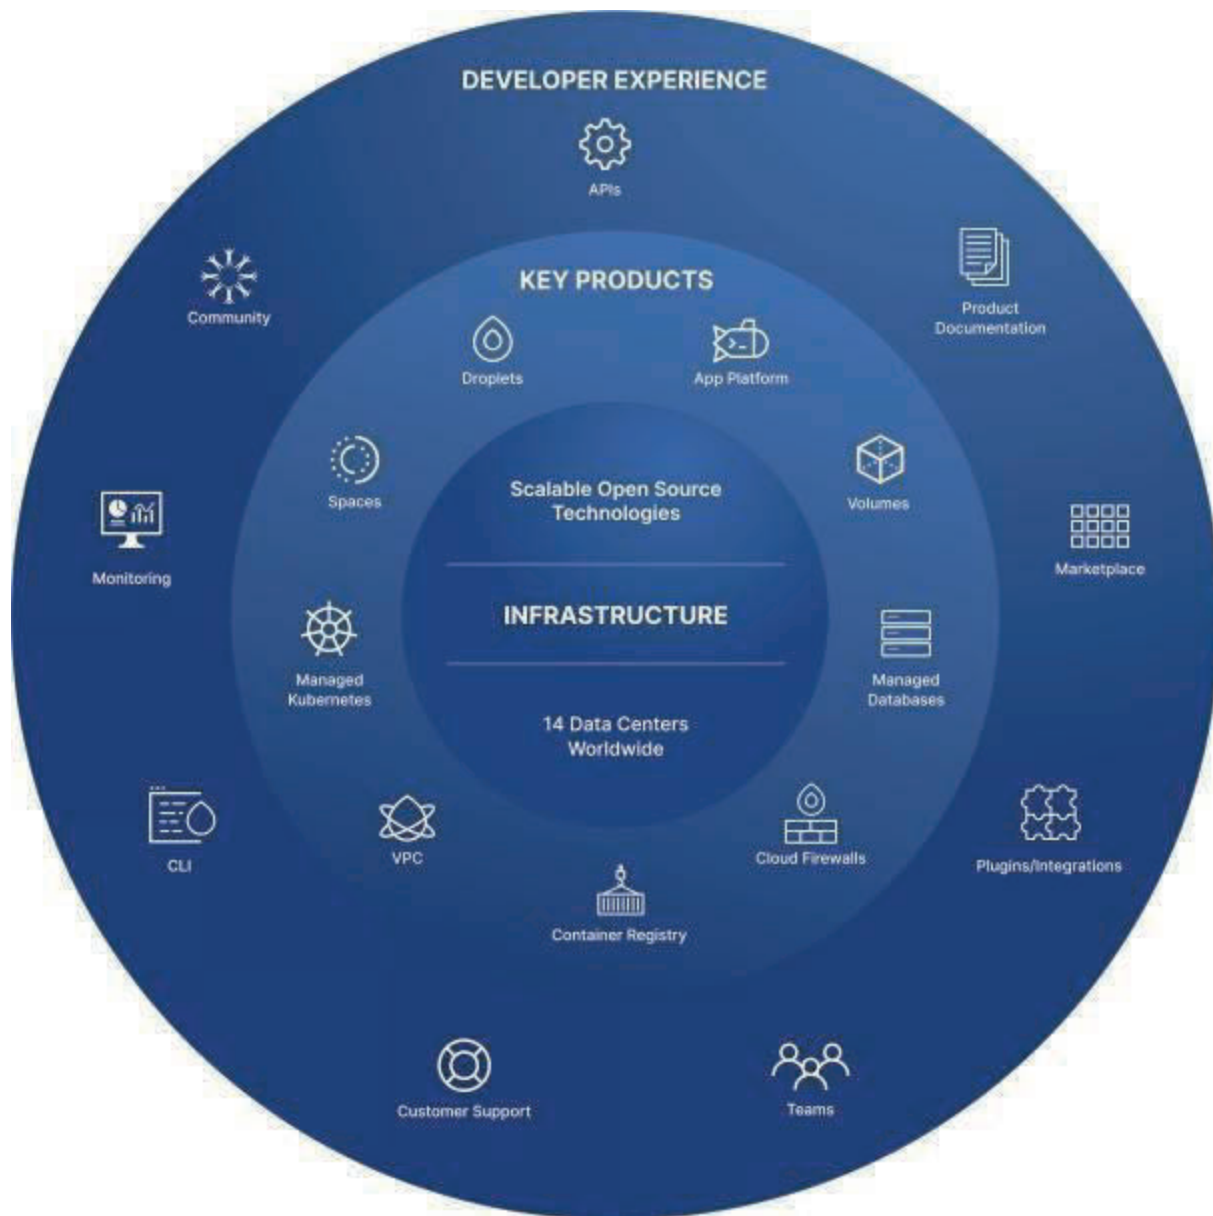 DEVELOPER EXPERIENCE
APIs
Community
Product
Documentation
KEY PRODUCTS
Droplets
App Platform
Spaces
Volumes
Scalable Open Source
Technologies
Monitoring
Marketplace
INFRASTRUCTURE
Managed
Kubernetes
Managed
Databases
14 Data Centers
Worldwide
CLI
VPC
Cloud Firewalls
Plugins/Integrations
Container Registry
Customer Support
Teams